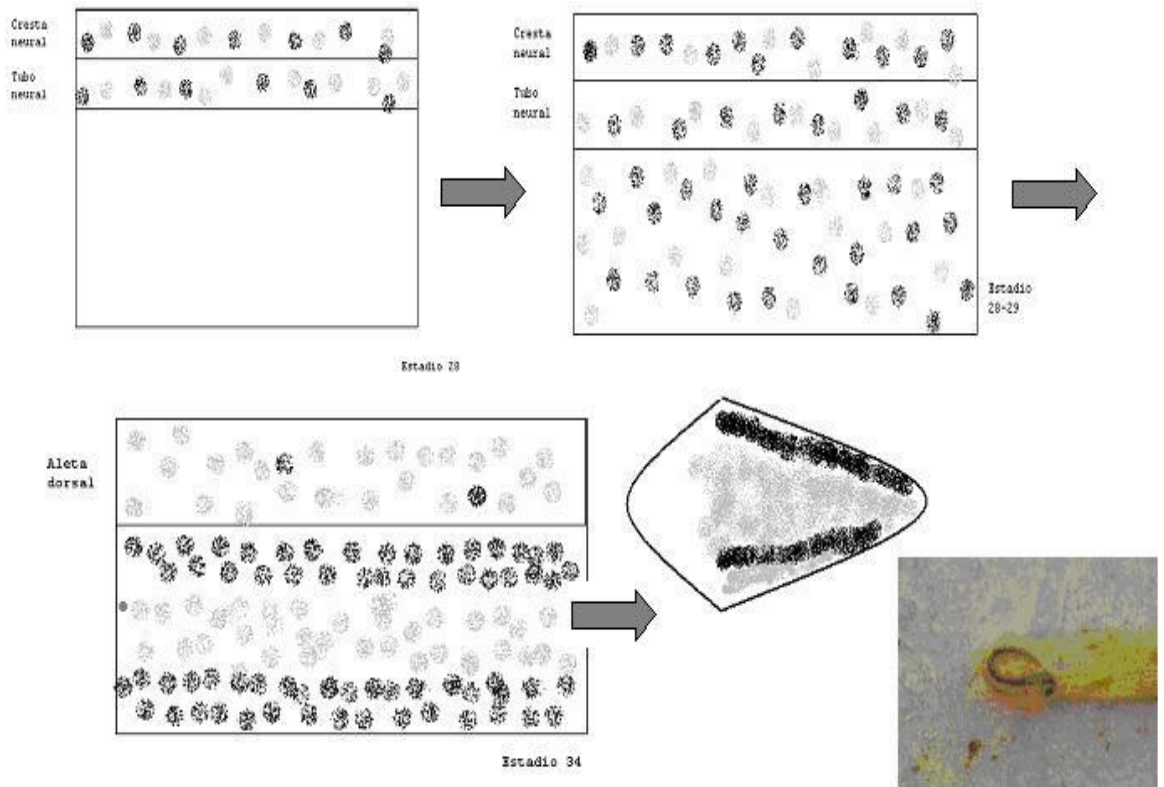 Cresta
neural
Tubo
neural
Estadio 28
Cresta
neural
Tubo
neural
Estadio
28-29
Aleta
dorsal
Estadio 34